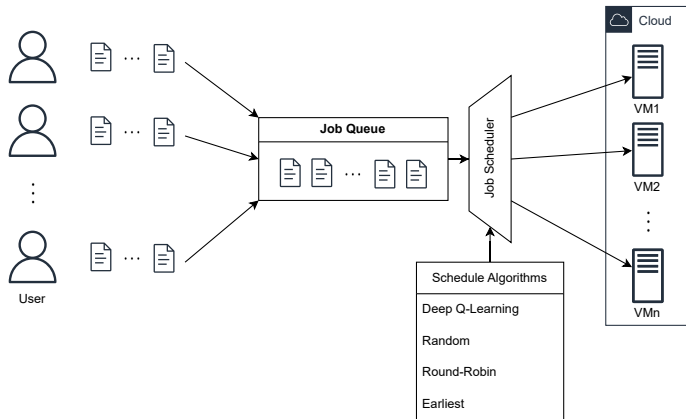 Cloud
Job Queue
Job Scheduler
VM1
VM2
VMn
User
Schedule Algorithms
Deep Q-Learning
Random
Round-Robin
Earliest